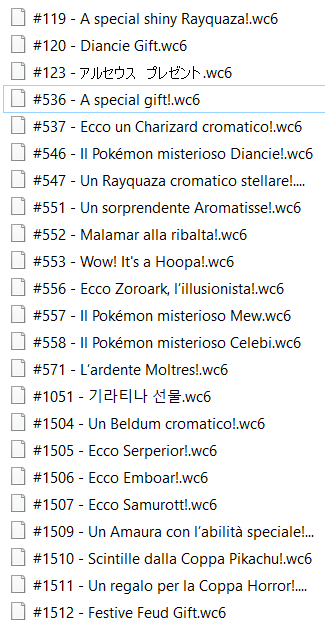 #119 - A special shiny Rayquaza!.wc6
#120 - Diancie Gift.wc6
#123 - アルセウス　プレゼント.wc6
#536 - A special gift!.wc6
#537 - Ecco un Charizard cromatico!.wc6
#546 - Il Pokémon misterioso Diancie!.wc6
#547 - Un Rayquaza cromatico stellare!....
#551 - Un sorprendente Aromatisse!.wc6
#552 - Malamar alla ribalta!.wc6
#553 - Wow! It's a Hoopa!.wc6
#556 - Ecco Zoroark, l’illusionista!.wc6
#557 - Il Pokémon misterioso Mew.wc6
#558 - Il Pokémon misterioso Celebi.wc6
#571 - L’ardente Moltres!.wc6
#1051 - 기라티나 선물.wc6
#1504 - Un Beldum cromatico!.wc6
#1505 - Ecco Serperior!.wc6
#1506 - Ecco Emboar!.wc6
#1507 - Ecco Samurott!.wc6
#1509 - Un Amaura con l’abilità speciale!...
#1510 - Scintille dalla Coppa Pikachu!.wc6
#1511 - Un regalo per la Coppa Horror!....
#1512 - Festive Feud Gift.wc6